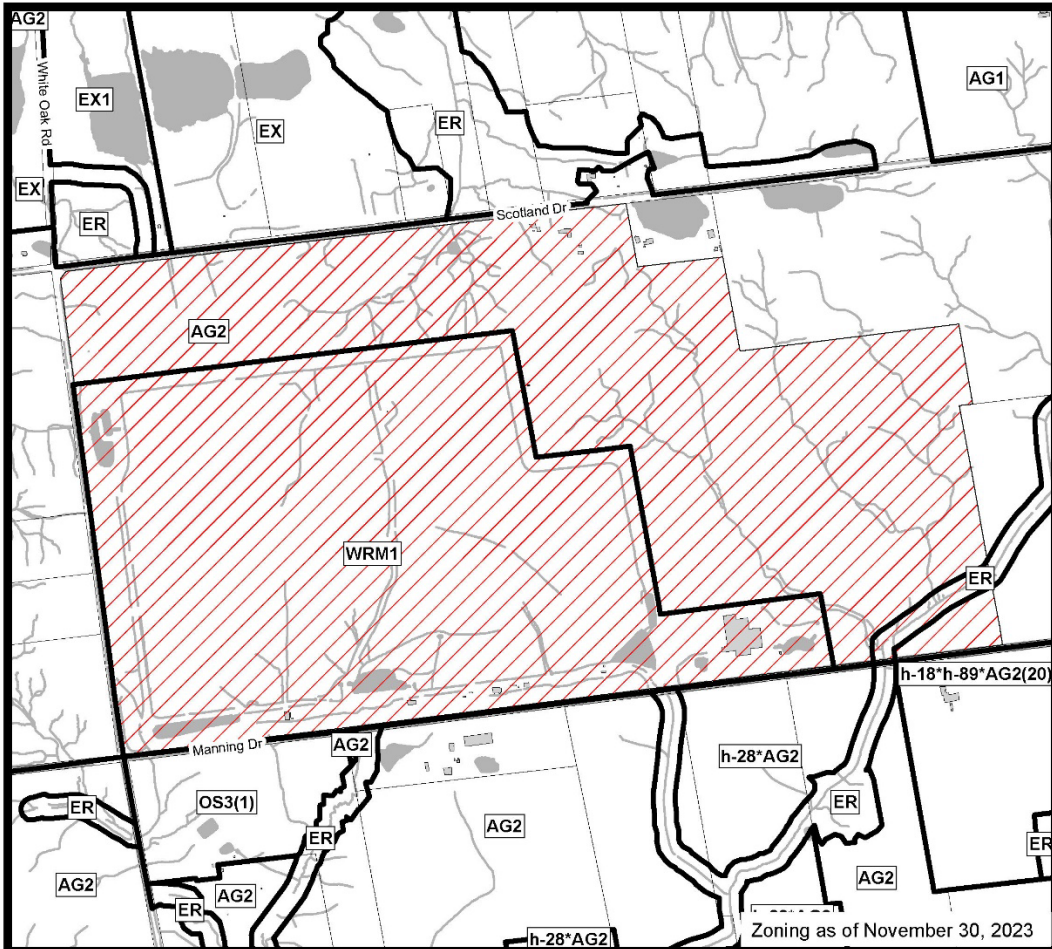 AG2
White Oak Rd
EX1
EX
ER
AG1
EX
ER
Scotland Dr
AG2
WRM1
ER
h-18*h-89*AG2(20)
Manning Dr
AG2
h-28*AG2
ER
OS3(1)
ER
AG2
ER
ER
AG2
AG2
AG2
ER
h-28*AG2
Zoning as of November 30, 2023